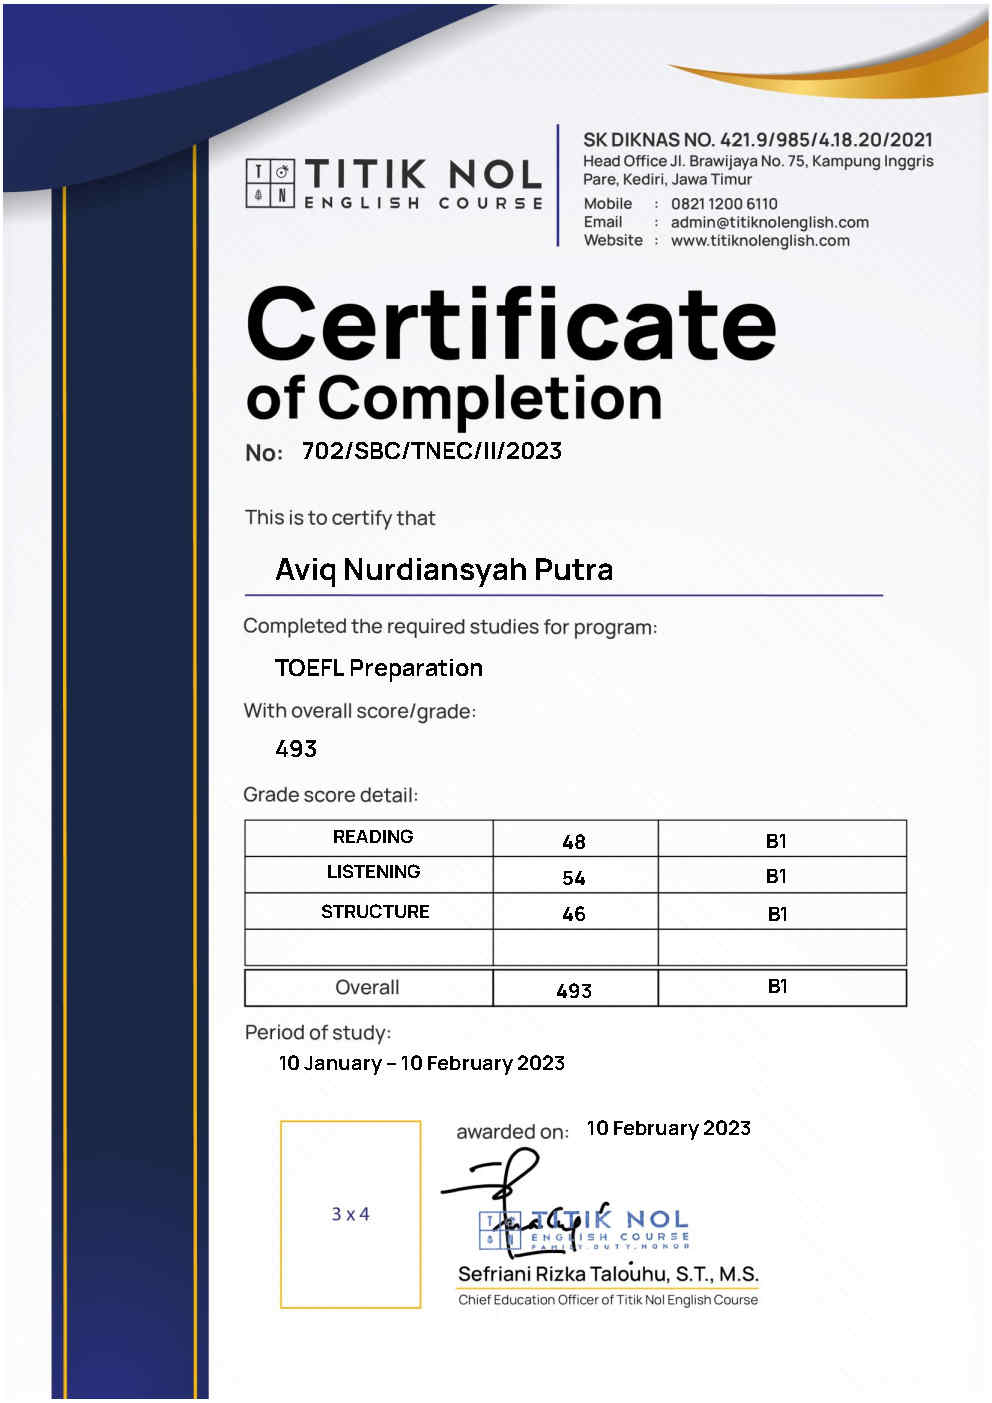 TITIK NOL
ENGLISH COURSE
SK DIKNAS NO. 421.9/985/4.18.20/2021
Head Office Jl. Brawijaya No. 75, Kampung Inggris
Pare, Kediri, Jawa Timur
Mobile : 0821 1200 6110
Email : admin@titiknolenglish.com
Website : www.titiknolenglish.com
Certificate
of Completion
No: 702/SBC/TNEC/II/2023
This is to certify that
Aviq Nurdiansyah Putra
Completed the required studies for program:
TOEFL Preparation
With overall score/grade:
493
Grade score detail:
READING 48 B1
LISTENING 54 B1
STRUCTURE 46 B1
Overall 493 B1
Period of study:
10 January – 10 February 2023
awarded on: 10 February 2023
3 x 4
TITIK NOL
ENGLISH COURSE
FAMILY.DUTY.HONOR
Sefriani Rizka Talouhu, S.T., M.S.
Chief Education Officer of Titik Nol English Course